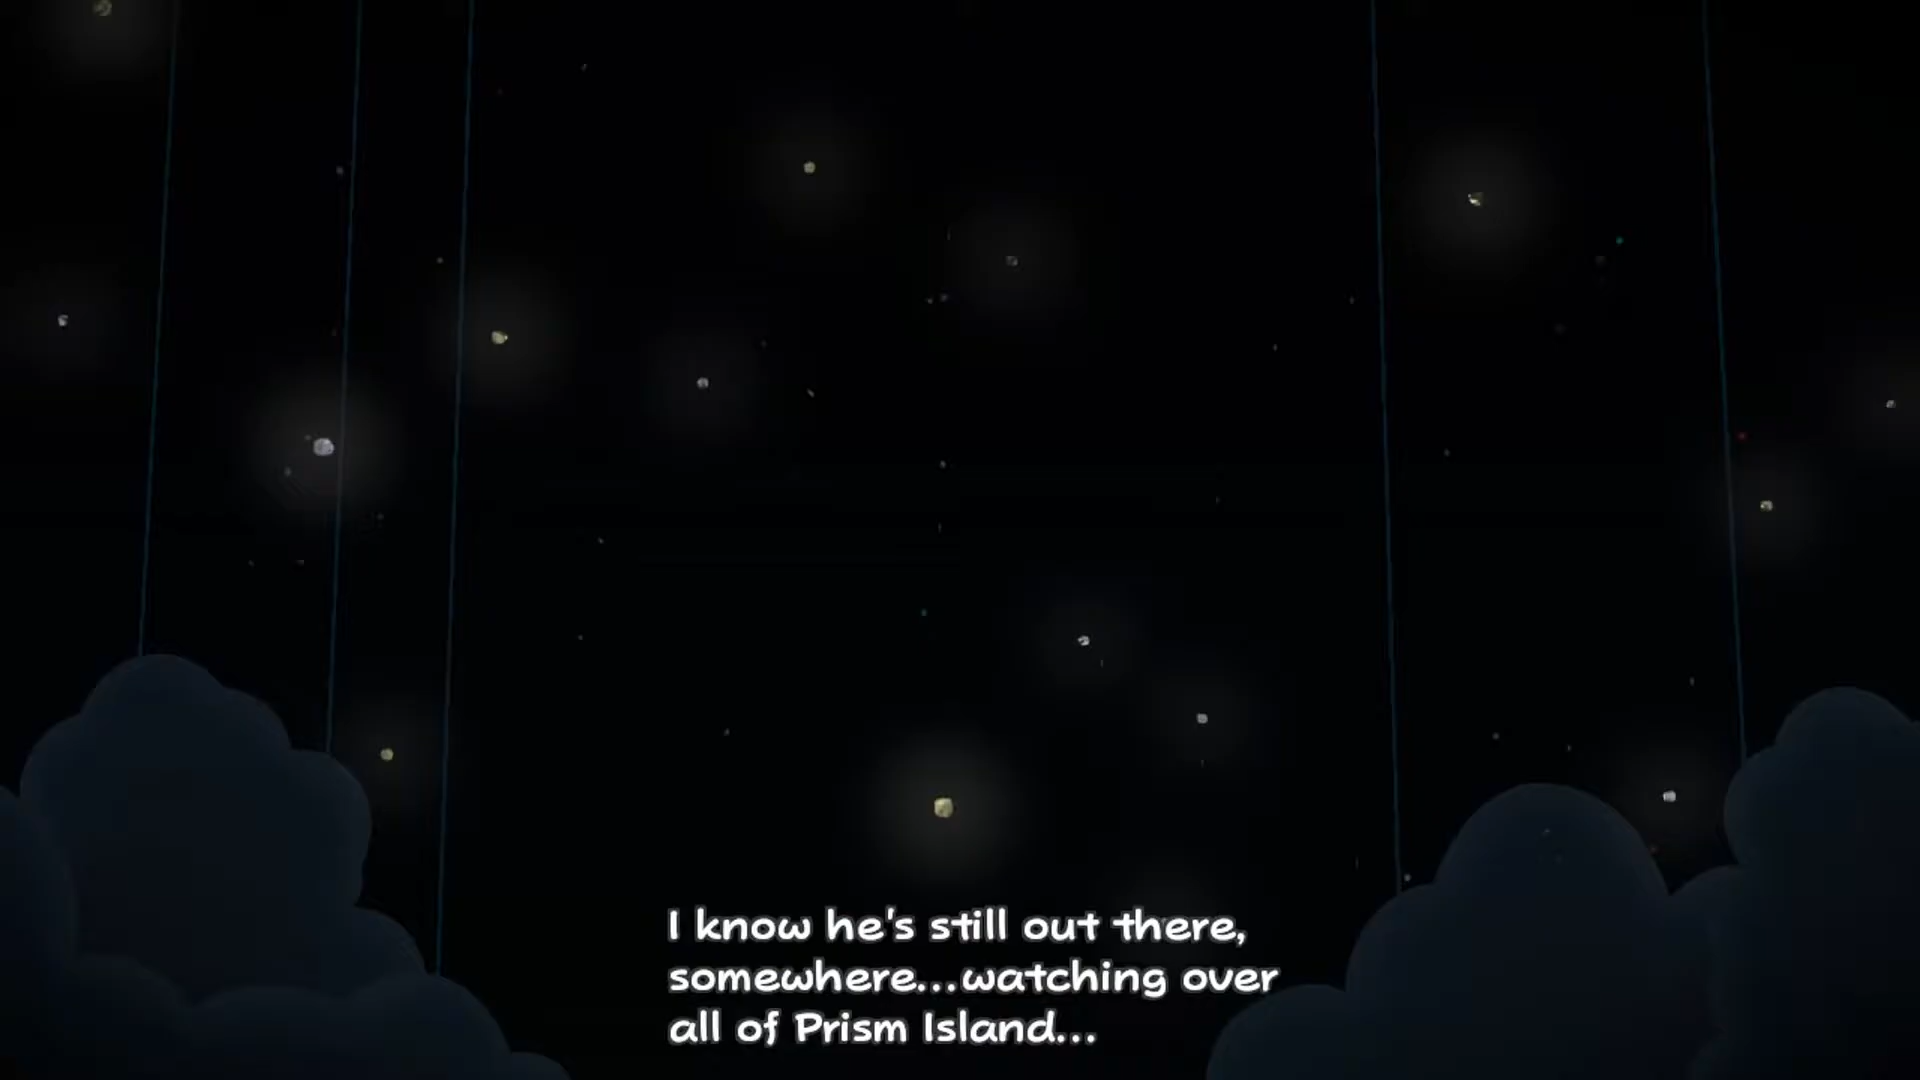 I know he's still out there,
somewhere...watching over
all of Prism Island...